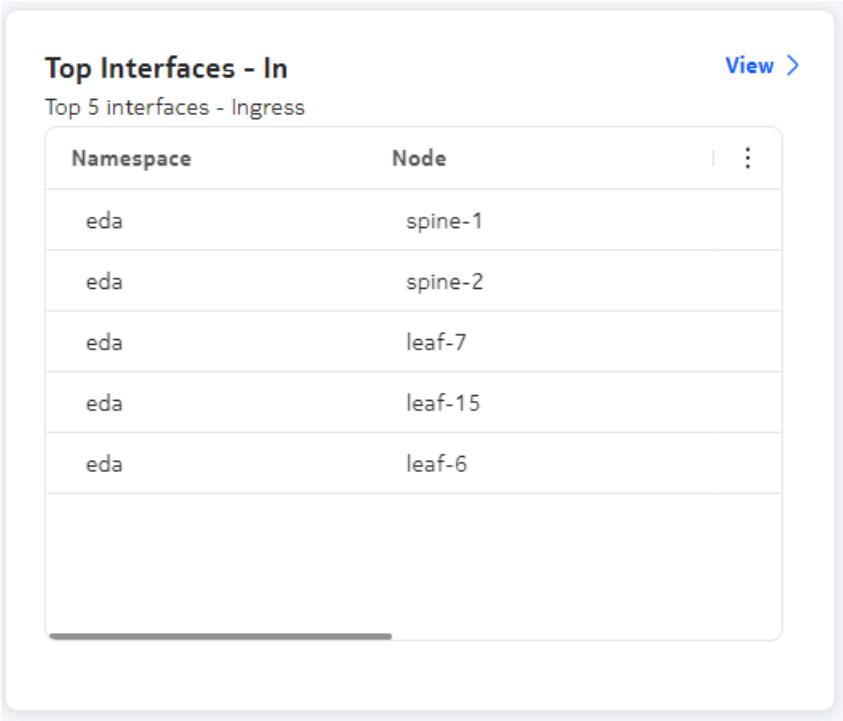 Top Interfaces - In
View
Top 5 interfaces - Ingress
Namespace Node
eda spine-1
eda spine-2
eda leaf-7
eda leaf-15
eda leaf-6